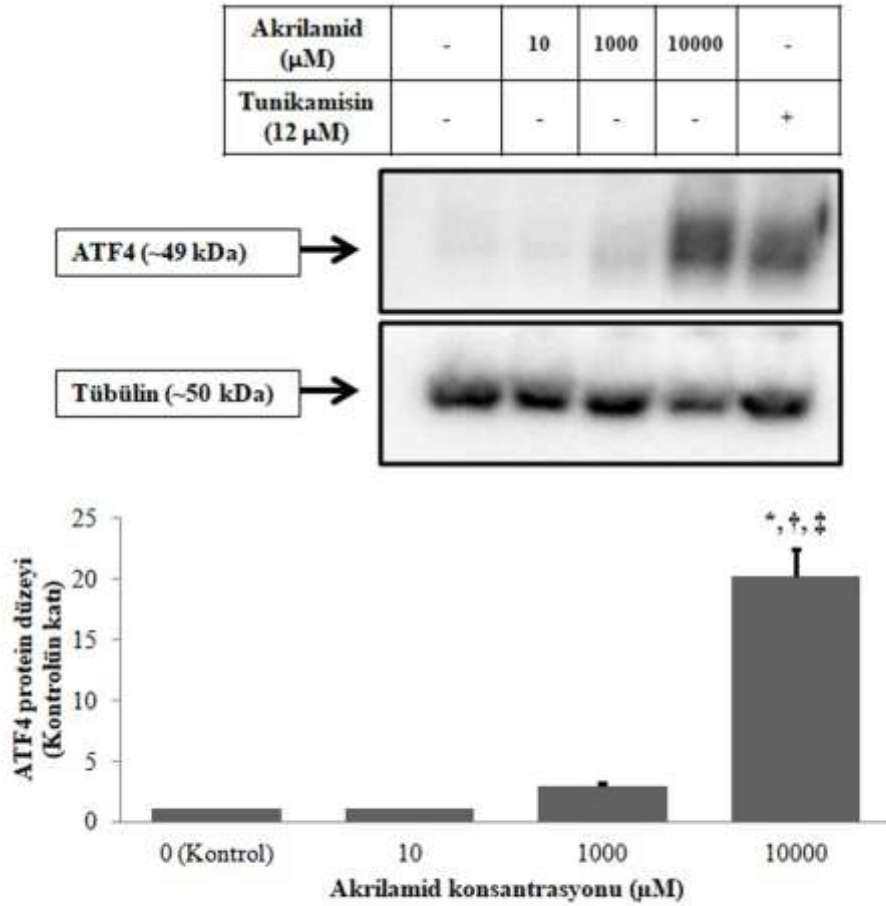 Akrilamid
(µM)
- 10 1000 10000 -
Tunikamisin
(12 µM)
- - - - +
ATF4 (~49 kDa)
Tübülin (~50 kDa)
ATF4 protein düzeyi
(Kontrolün katı)
25
20
15
10
5
0
*, †, ‡
0 (Kontrol) 10 1000 10000
Akrilamid konsantrasyonu (µM)